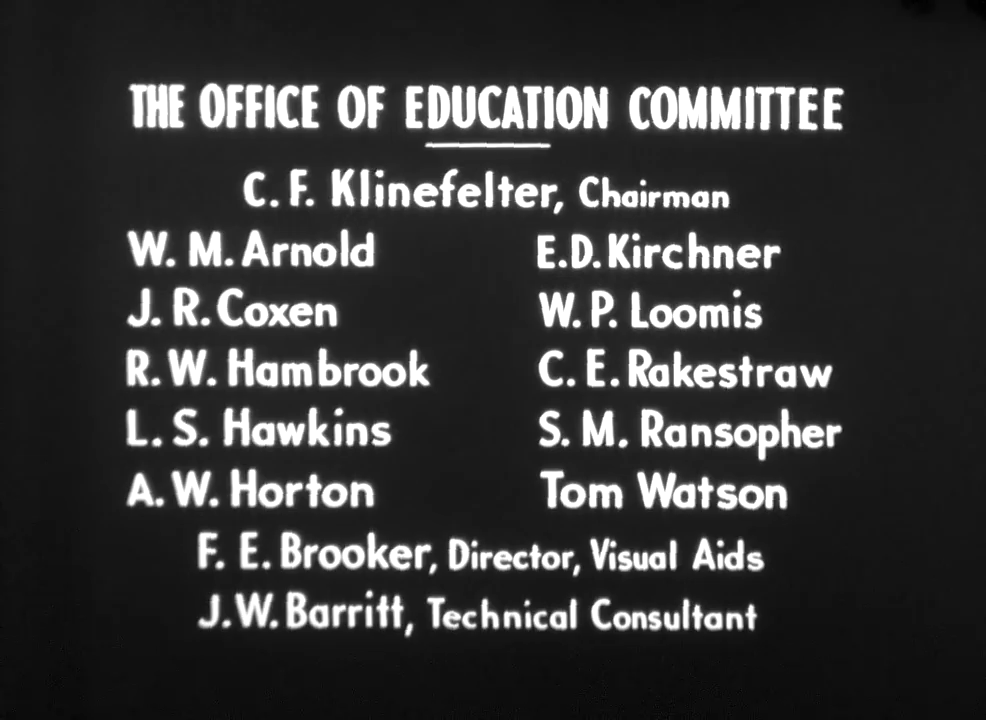 THE OFFICE OF EDUCATION COMMITTEE
C. F. Klinefelter, Chairman
W. M. Arnold E.D. Kirchner
J. R. Coxen W. P. Loomis
R. W. Hambrook C. E. Rakestraw
L. S. Hawkins S. M. Ransopher
A. W. Horton Tom Watson
F. E. Brooker, Director, Visual Aids
J.W. Barritt, Technical Consultant